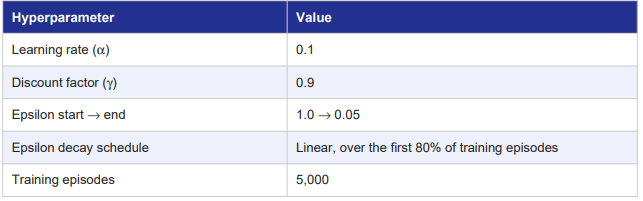 Hyperparameter Value
Learning rate (α) 0.1
Discount factor (γ) 0.9
Epsilon start → end 1.0 → 0.05
Epsilon decay schedule Linear, over the first 80% of training episodes
Training episodes 5,000